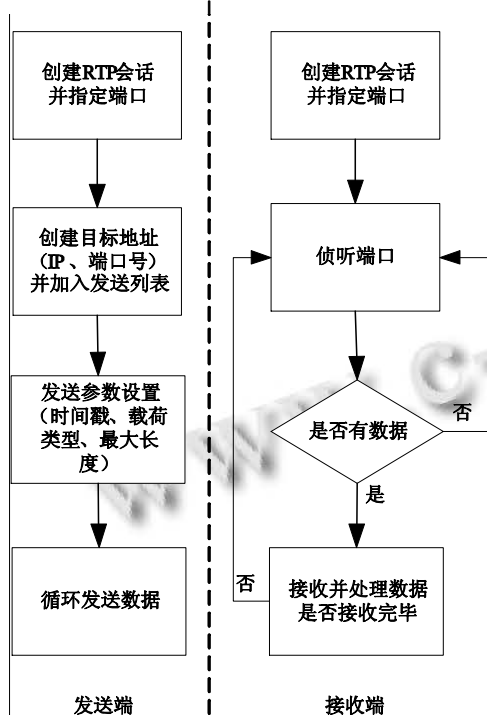 创建RTP会话
并指定端口
创建目标地址
（IP、端口号）
并加入发送列表
发送参数设置
（时间戳、载荷
类型、最大长
度）
循环发送数据
发送端
创建RTP会话
并指定端口
侦听端口
是否有数据
否
是
接收并处理数据
是否接收完毕
否
接收端